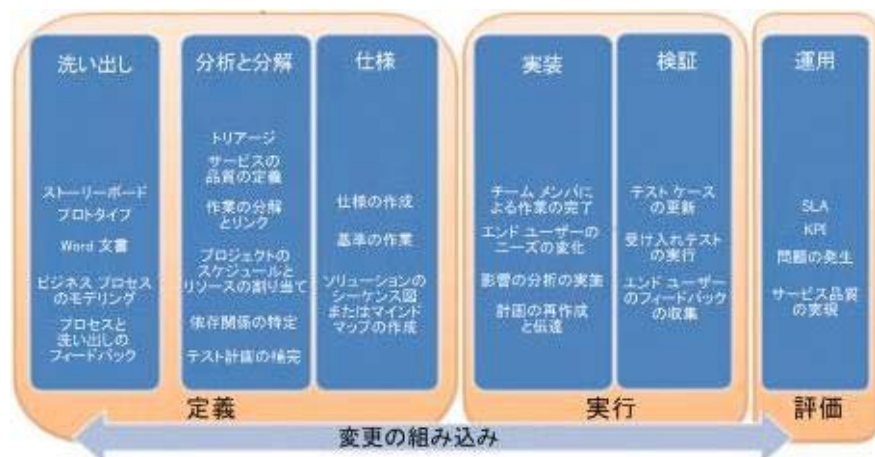 洗い出し
ストーリーボード
プロトタイプ
Word 文書
ビジネス プロセス
のモデリング
プロセスと
洗い出しの
フィードバック
分析と分解
トリアージ
サービスの
品質の定義
作業の分解
とリンク
プロジェクトの
スケジュールと
リソースの割り当て
依存関係の特定
テスト計画の補完
仕様
仕様の作成
基準の作業
ソリューションの
シーケンス図
またはマインド
マップの作成
定義
実装
チーム メンバに
よる作業の完了
エンド ユーザーの
ニーズの変化
影響の分析の実施
計画の再作成
と伝達
検証
テスト ケース
の更新
受け入れテスト
の実行
エンド ユーザー
のフィードバック
の収集
実行
運用
SLA
KPI
問題の発生
サービス品質
の実現
評価
変更の組み込み